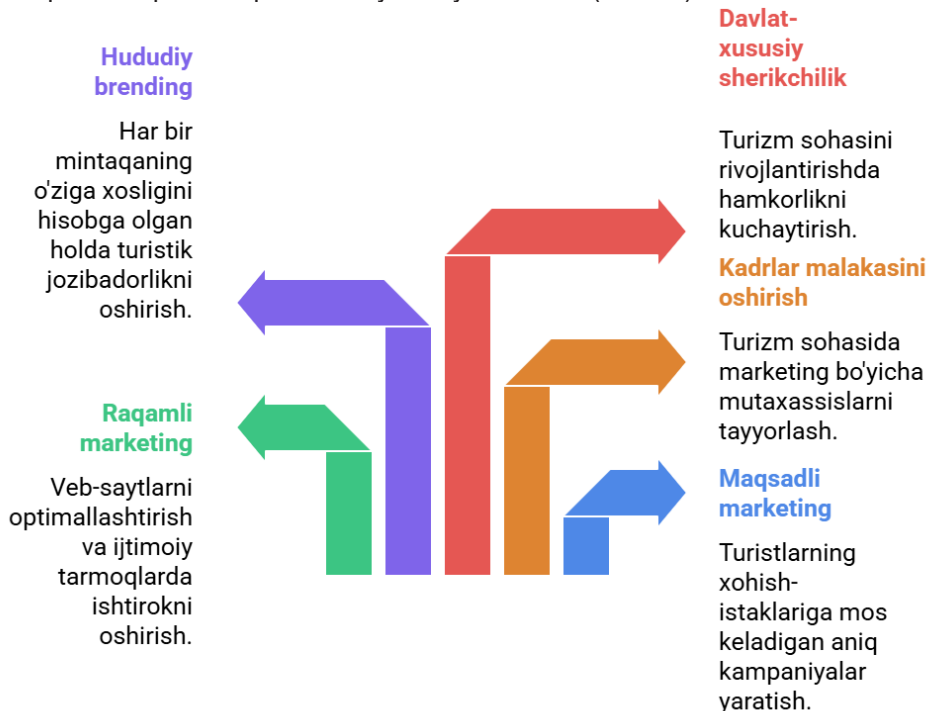 Hududiy
brending
Har bir
mintaqaning
o'ziga xosligini
hisobga olgan
holda turistik
jozibadorlikni
oshirish.
Raqamli
marketing
Veb-saytlarni
optimallashtirish
va ijtimoiy
tarmoqlarda
ishtirokni
oshirish.
Davlat-
xususiy
sherikchilik
Turizm sohasini
rivojlantirishda
hamkorlikni
kuchaytirish.
Kadrlar malakasini
oshirish
Turizm sohasida
marketing bo'yicha
mutaxassislarni
tayyorlash.
Maqsadli
marketing
Turistlarning
xohish-
istaklariga mos
keladigan aniq
kampaniyalar
yaratish.